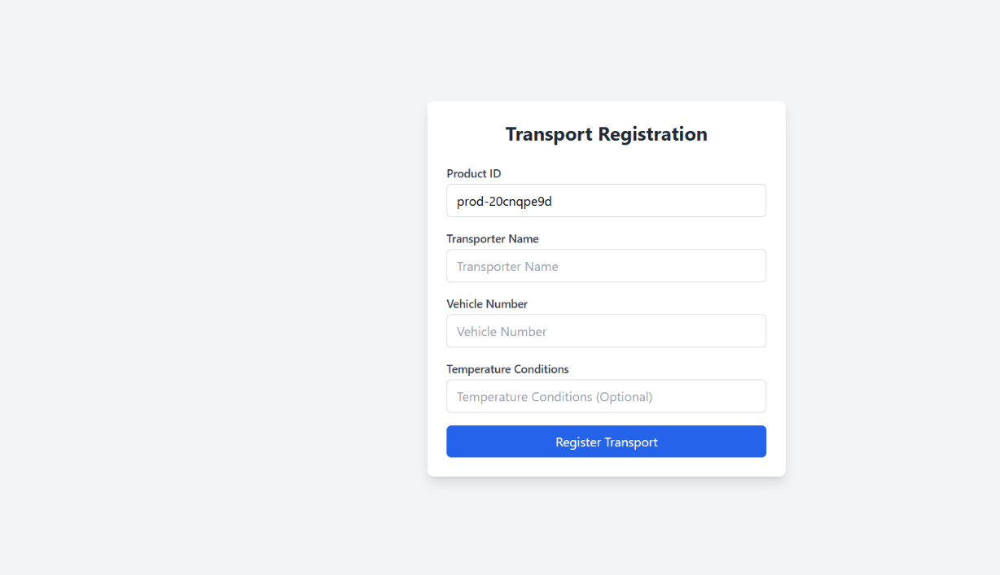 Transport Registration
Product ID
prod-20cnqpe9d
Transporter Name
Transporter Name
Vehicle Number
Vehicle Number
Temperature Conditions
Temperature Conditions (Optional)
Register Transport